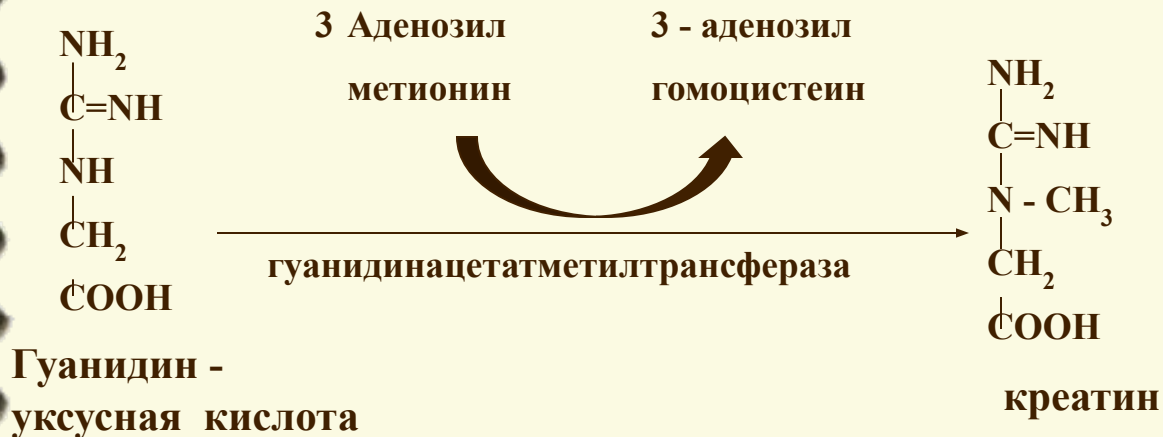 NH2
C=NH
NH
CH2
COOH
Гуанидин -
уксусная кислота
3 Аденозил
метионин
3 - аденозил
гомоцистеин
гуанидинацетатметилтрансфераза
NH2
C=NH
N - CH3
CH2
COOH
креатин